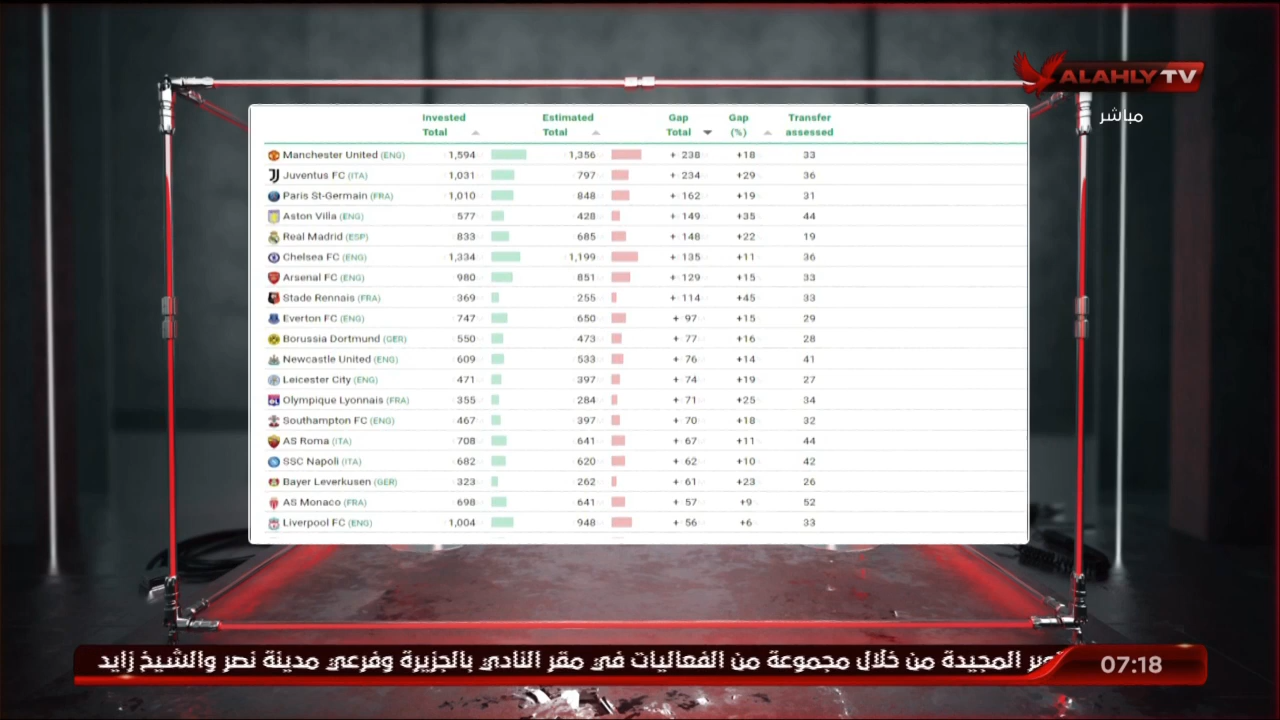 ALAHLY TV
مباشر
Invested Total Estimated Total Gap Total Gap (%) Transfer assessed
Manchester United (ENG) 1,594 1,356 + 238 +18 33
Juventus FC (ITA) 1,031 797 + 234 +29 36
Paris St-Germain (FRA) 1,010 848 + 162 +19 31
Aston Villa (ENG) 577 428 + 149 +35 44
Real Madrid (ESP) 833 685 + 148 +22 19
Chelsea FC (ENG) 1,334 1,199 + 135 +11 36
Arsenal FC (ENG) 980 851 + 129 +15 33
Stade Rennais (FRA) 369 255 + 114 +45 33
Everton FC (ENG) 747 650 + 97 +15 29
Borussia Dortmund (GER) 550 473 + 77 +16 28
Newcastle United (ENG) 609 533 + 76 +14 41
Leicester City (ENG) 471 397 + 74 +19 27
Olympique Lyonnais (FRA) 355 284 + 71 +25 34
Southampton FC (ENG) 467 397 + 70 +18 32
AS Roma (ITA) 708 641 + 67 +11 44
SSC Napoli (ITA) 682 620 + 62 +10 42
Bayer Leverkusen (GER) 323 262 + 61 +23 26
AS Monaco (FRA) 698 641 + 57 +9 52
Liverpool FC (ENG) 1,004 948 + 56 +6 33
المجيدة من خلال مجموعة من الفعاليات في مقر النادي بالجزيرة وفرعي مدينة نصر والشيخ زايد
07:18